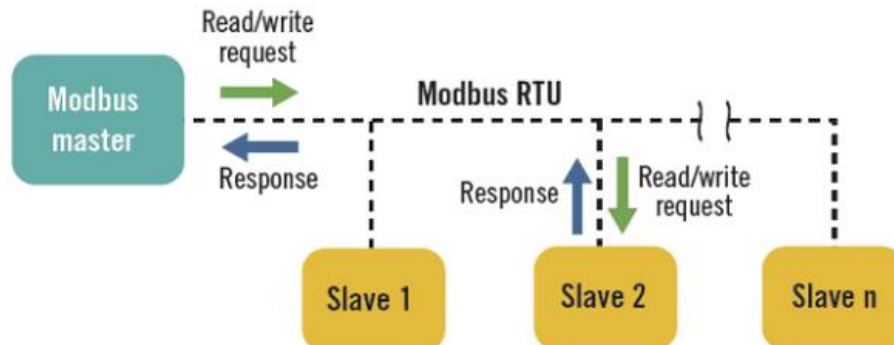 Read/write
request
Modbus
master
Modbus RTU
Response
Response
Read/write
request
Slave 1
Slave 2
Slave n